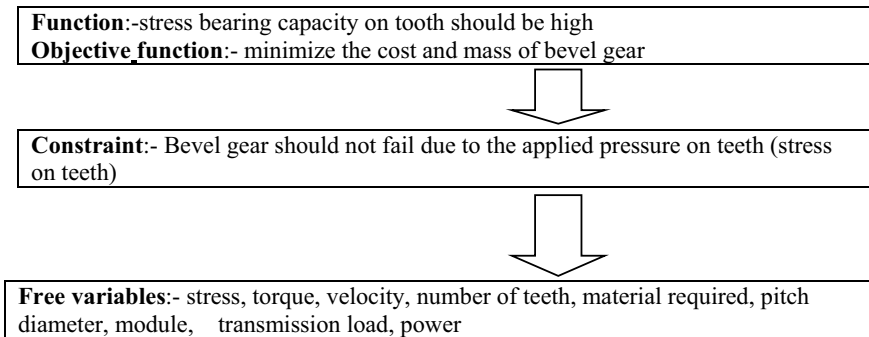 Function:-stress bearing capacity on tooth should be high
Objective function:- minimize the cost and mass of bevel gear
Constraint:- Bevel gear should not fail due to the applied pressure on teeth (stress
on teeth)
Free variables:- stress, torque, velocity, number of teeth, material required, pitch
diameter, module, transmission load, power